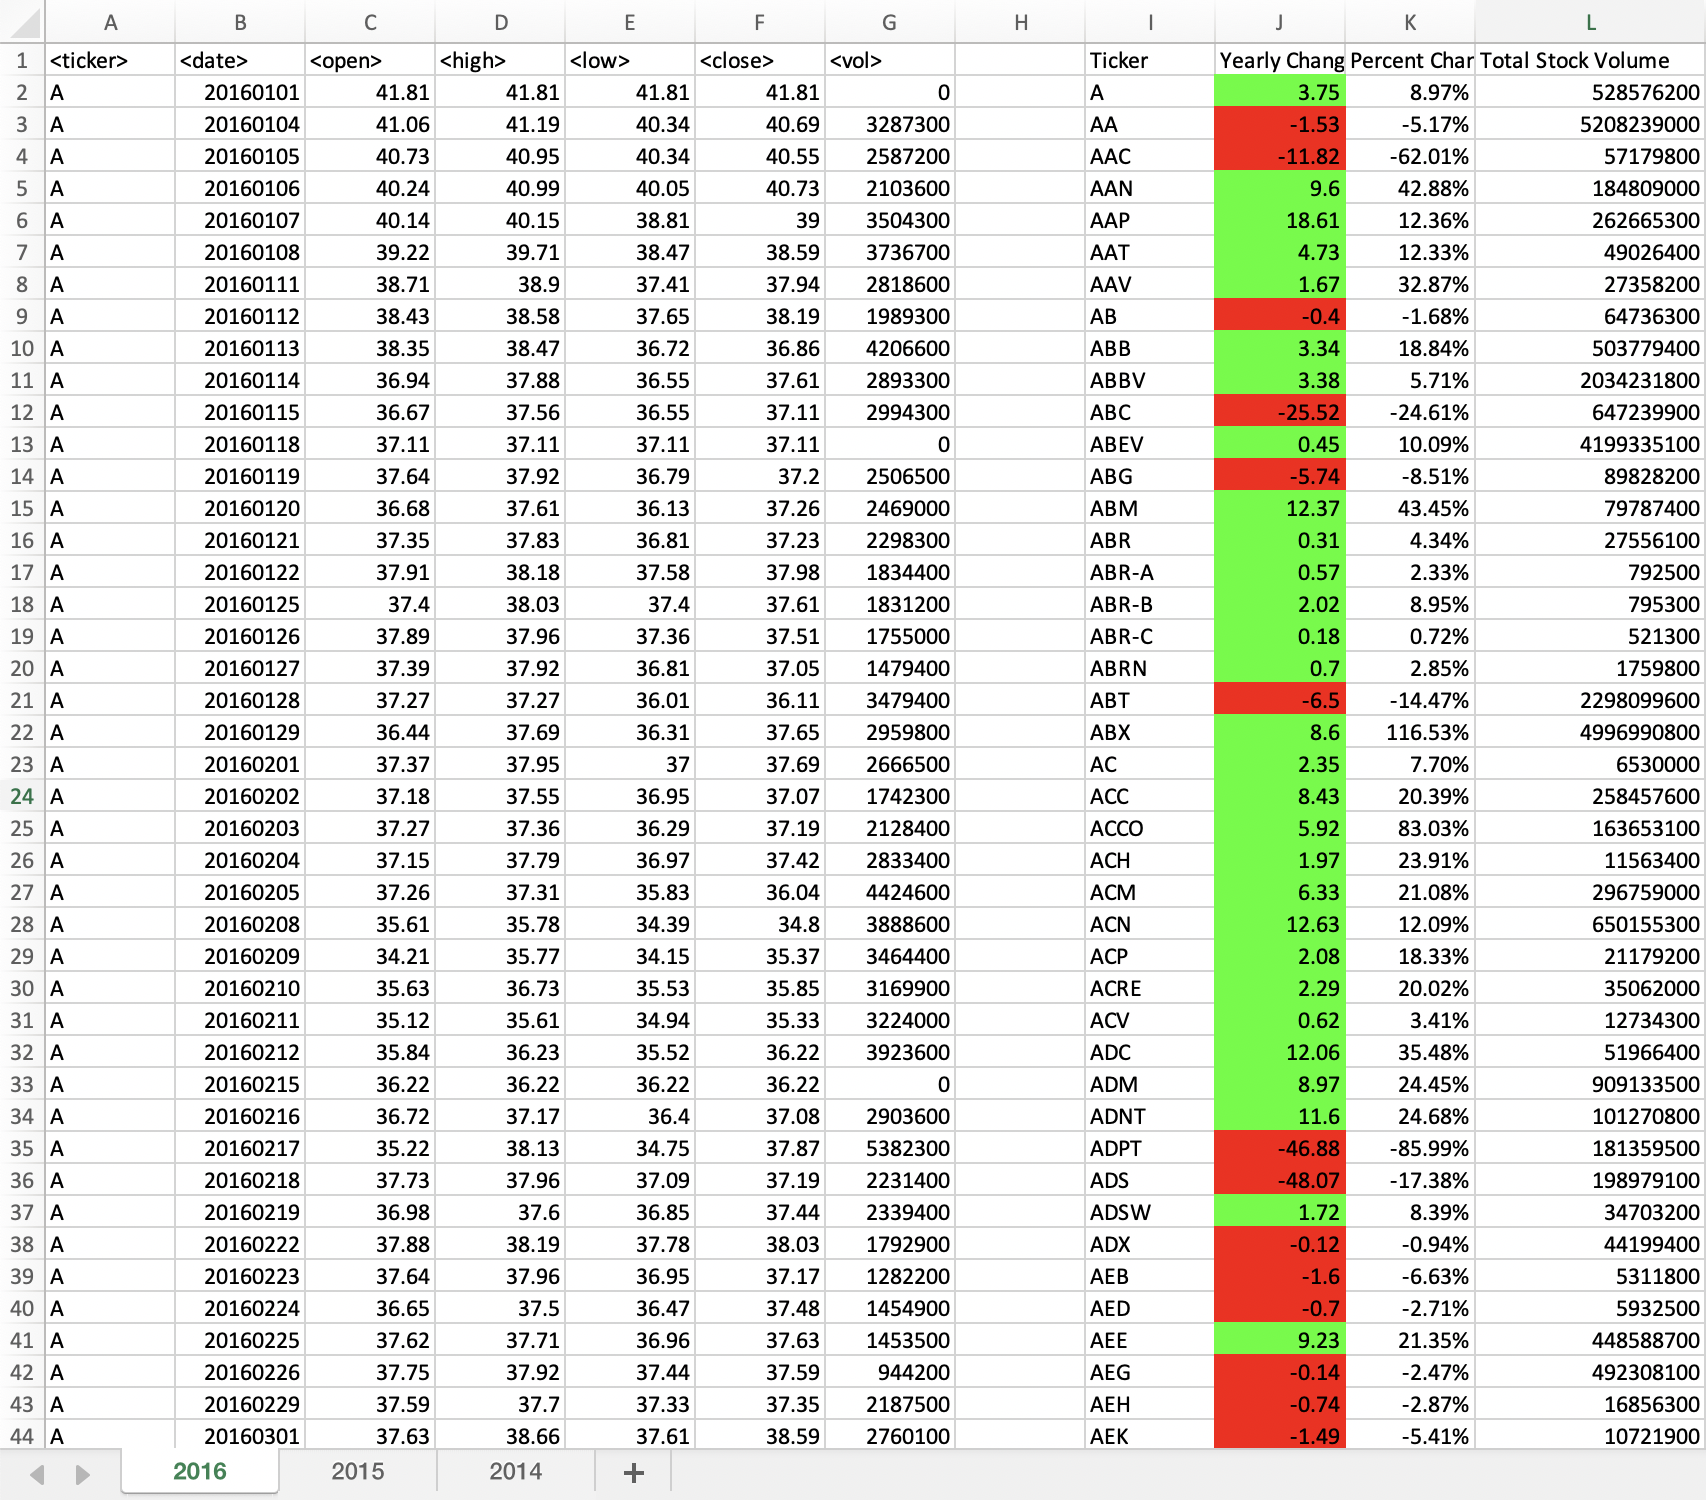 A B C D E F G H I J K L
1 <ticker> <date> <open> <high> <low> <close> <vol> Ticker Yearly Chang Percent Char Total Stock Volume
2 A 20160101 41.81 41.81 41.81 41.81 0 A 3.75 8.97% 528576200
3 A 20160104 41.06 41.19 40.34 40.69 3287300 AA -1.53 -5.17% 5208239000
4 A 20160105 40.73 40.95 40.34 40.55 2587200 AAC -11.82 -62.01% 57179800
5 A 20160106 40.24 40.99 40.05 40.73 2103600 AAN 9.6 42.88% 184809000
6 A 20160107 40.14 40.15 38.81 39 3504300 AAP 18.61 12.36% 262665300
7 A 20160108 39.22 39.71 38.47 38.59 3736700 AAT 4.73 12.33% 49026400
8 A 20160111 38.71 38.9 37.41 37.94 2818600 AAV 1.67 32.87% 27358200
9 A 20160112 38.43 38.58 37.65 38.19 1989300 AB -0.4 -1.68% 64736300
10 A 20160113 38.35 38.47 36.72 36.86 4206600 ABB 3.34 18.84% 503779400
11 A 20160114 36.94 37.88 36.55 37.61 2893300 ABBV 3.38 5.71% 2034231800
12 A 20160115 36.67 37.56 36.55 37.11 2994300 ABC -25.52 -24.61% 647239900
13 A 20160118 37.11 37.11 37.11 37.11 0 ABEV 0.45 10.09% 4199335100
14 A 20160119 37.64 37.92 36.79 37.2 2506500 ABG -5.74 -8.51% 89828200
15 A 20160120 36.68 37.61 36.13 37.26 2469000 ABM 12.37 43.45% 79787400
16 A 20160121 37.35 37.83 36.81 37.23 2298300 ABR 0.31 4.34% 27556100
17 A 20160122 37.91 38.18 37.58 37.98 1834400 ABR-A 0.57 2.33% 792500
18 A 20160125 37.4 38.03 37.4 37.61 1831200 ABR-B 2.02 8.95% 795300
19 A 20160126 37.89 37.96 37.36 37.51 1755000 ABR-C 0.18 0.72% 521300
20 A 20160127 37.39 37.92 36.81 37.05 1479400 ABRN 0.7 2.85% 1759800
21 A 20160128 37.27 37.27 36.01 36.11 3479400 ABT -6.5 -14.47% 2298099600
22 A 20160129 36.44 37.69 36.31 37.65 2959800 ABX 8.6 116.53% 4996990800
23 A 20160201 37.37 37.95 37 37.69 2666500 AC 2.35 7.70% 6530000
24 A 20160202 37.18 37.55 36.95 37.07 1742300 ACC 8.43 20.39% 258457600
25 A 20160203 37.27 37.36 36.29 37.19 2128400 ACCO 5.92 83.03% 163653100
26 A 20160204 37.15 37.79 36.97 37.42 2833400 ACH 1.97 23.91% 11563400
27 A 20160205 37.26 37.31 35.83 36.04 4424600 ACM 6.33 21.08% 296759000
28 A 20160208 35.61 35.78 34.39 34.8 3888600 ACN 12.63 12.09% 650155300
29 A 20160209 34.21 35.77 34.15 35.37 3464400 ACP 2.08 18.33% 21179200
30 A 20160210 35.63 36.73 35.53 35.85 3169900 ACRE 2.29 20.02% 35062000
31 A 20160211 35.12 35.61 34.94 35.33 3224000 ACV 0.62 3.41% 12734300
32 A 20160212 35.84 36.23 35.52 36.22 3923600 ADC 12.06 35.48% 51966400
33 A 20160215 36.22 36.22 36.22 36.22 0 ADM 8.97 24.45% 909133500
34 A 20160216 36.72 37.17 36.4 37.08 2903600 ADNT 11.6 24.68% 101270800
35 A 20160217 35.22 38.13 34.75 37.87 5382300 ADPT -46.88 -85.99% 181359500
36 A 20160218 37.73 37.96 37.09 37.19 2231400 ADS -48.07 -17.38% 198979100
37 A 20160219 36.98 37.6 36.85 37.44 2339400 ADSW 1.72 8.39% 34703200
38 A 20160222 37.88 38.19 37.78 38.03 1792900 ADX -0.12 -0.94% 44199400
39 A 20160223 37.64 37.96 36.95 37.17 1282200 AEB -1.6 -6.63% 5311800
40 A 20160224 36.65 37.5 36.47 37.48 1454900 AED -0.7 -2.71% 5932500
41 A 20160225 37.62 37.71 36.96 37.63 1453500 AEE 9.23 21.35% 448588700
42 A 20160226 37.75 37.92 37.44 37.59 944200 AEG -0.14 -2.47% 492308100
43 A 20160229 37.59 37.7 37.33 37.35 2187500 AEH -0.74 -2.87% 16856300
44 A 20160301 37.63 38.66 37.61 38.59 2760100 AEK -1.49 -5.41% 10721900
2016 2015 2014 +